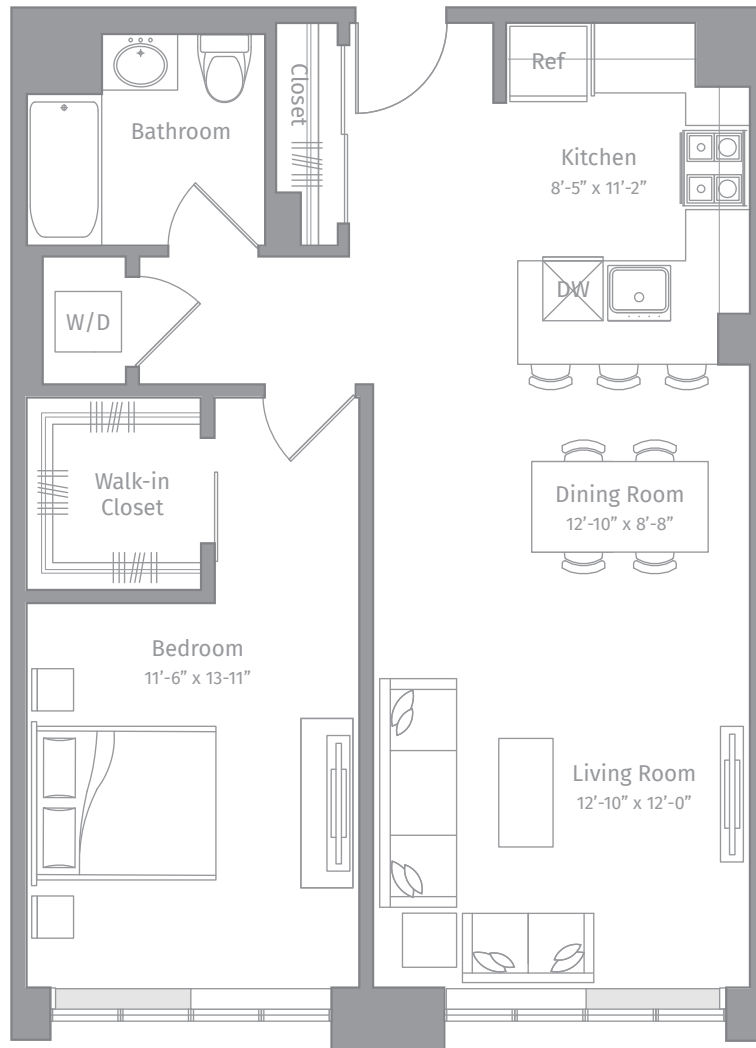 Ref
Closet
Bathroom
Kitchen
8’-5” x 11’-2”
DW
W/D
Walk-in
Closet
Dining Room
12’-10” x 8’-8”
Bedroom
11’-6” x 13’-11”
Living Room
12’-10” x 12’-0”